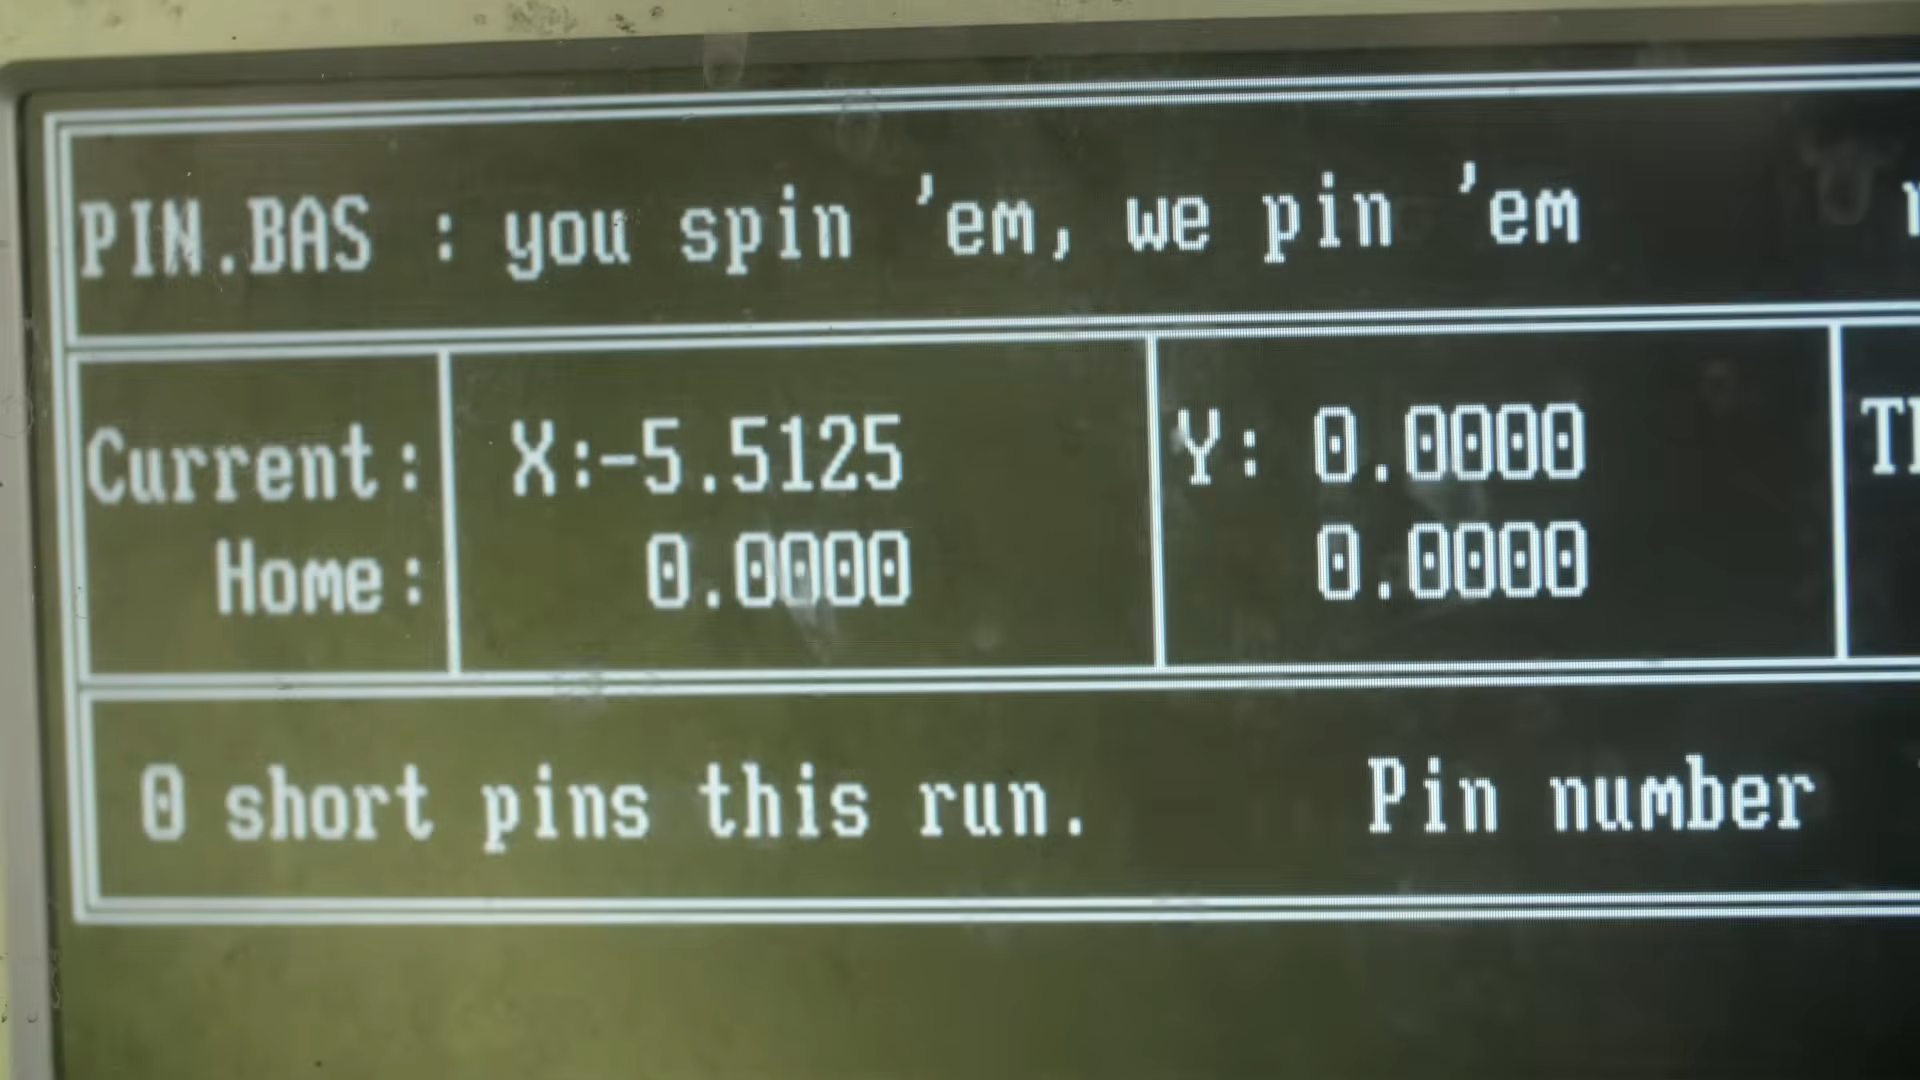 PIN.BAS : you spin 'em, we pin 'em
Current: X:-5.5125 Y: 0.0000
Home: 0.0000 0.0000
0 short pins this run. Pin number